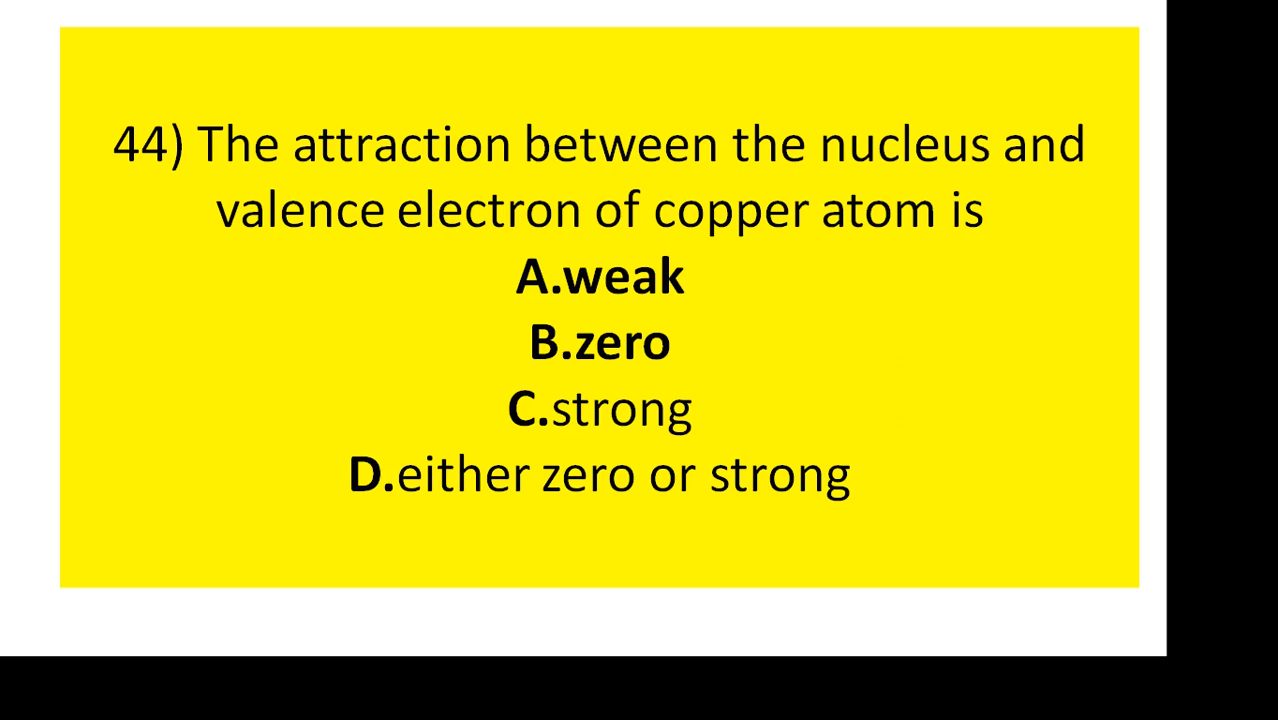 44) The attraction between the nucleus and
valence electron of copper atom is
A.weak
B.zero
C.strong
D.either zero or strong